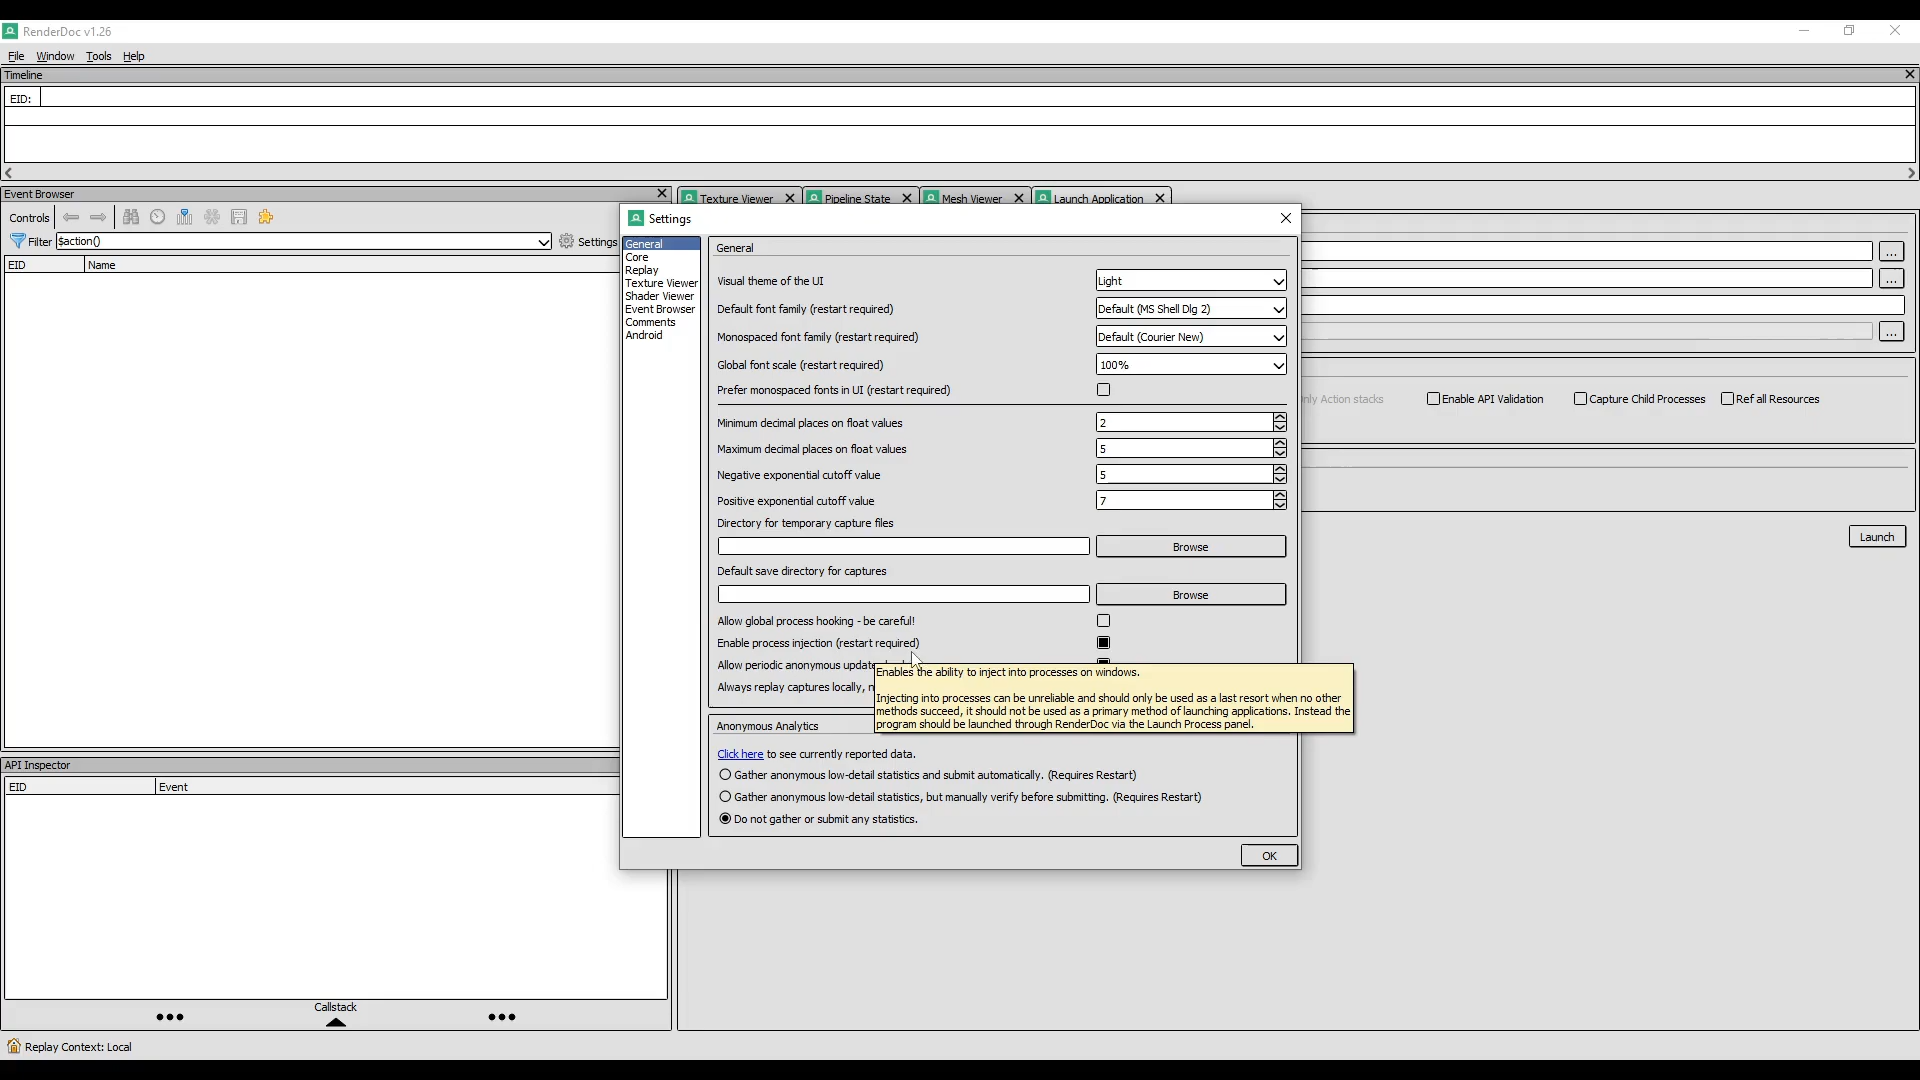 RenderDoc v1.26
File Window Tools Help
Timeline
EID:
Event Browser
Controls
Filter $action() Settings
EID Name
Texture Viewer Pipeline State Mesh Viewer Launch Application
Settings
General
Core
Replay
Texture Viewer
Shader Viewer
Event Browser
Comments
Android
General
Visual theme of the UI Light
Default font family (restart required) Default (MS Shell Dlg 2)
Monospaced font family (restart required) Default (Courier New)
Global font scale (restart required) 100%
Prefer monospaced fonts in UI (restart required)
Minimum decimal places on float values 2
Maximum decimal places on float values 5
Negative exponential cutoff value 5
Positive exponential cutoff value 7
Directory for temporary capture files
Browse
Default save directory for captures
Browse
Allow global process hooking - be careful!
Enable process injection (restart required)
Allow periodic anonymous update
Always replay captures locally,
Enables the ability to inject into processes on windows.
Injecting into processes can be unreliable and should only be used as a last resort when no other
methods succeed, it should not be used as a primary method of launching applications. Instead the
program should be launched through RenderDoc via the Launch Process panel.
Anonymous Analytics
Click here to see currently reported data.
Gather anonymous low-detail statistics and submit automatically. (Requires Restart)
Gather anonymous low-detail statistics, but manually verify before submitting. (Requires Restart)
Do not gather or submit any statistics.
OK
...
...
...
Action stacks Enable API Validation Capture Child Processes Ref all Resources
Launch
API Inspector
EID Event
Callstack
Replay Context: Local